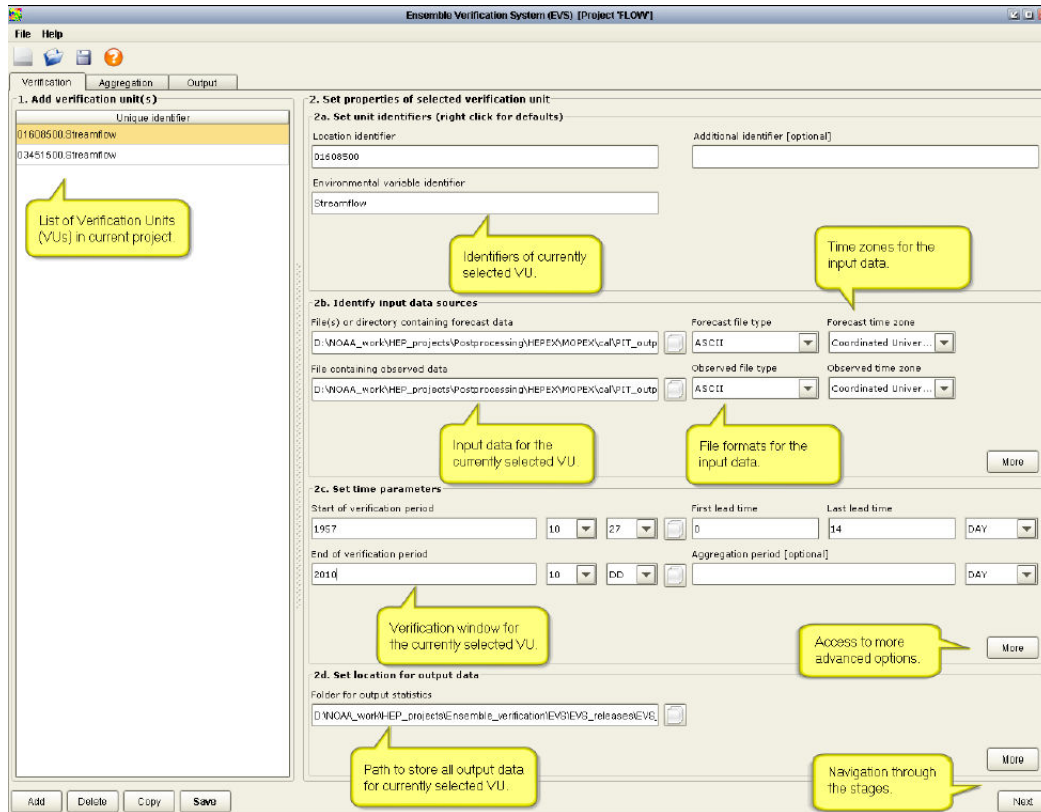 Ensemble Verification System (EVS) [Project 'FLOW']
File Help
Verification Aggregation Output
1. Add verification unit(s)
Unique identifier
01608500.Streamflow
03451500.Streamflow
List of Verification Units
(VUs) in current project.
2. Set properties of selected verification unit
2a. Set unit identifiers (right click for defaults)
Location identifier
Additional identifier [optional]
01608500
Environmental variable identifier
Streamflow
Identifiers of currently
selected VU.
Time zones for the
input data.
2b. Identify input data sources
File(s) or directory containing forecast data
Forecast file type
Forecast time zone
D:\NOAA_work\HEP_projects\Postprocessing\HEPEX\MOPEX\cal\PIT_outp
ASCII
Coordinated Univer...
File containing observed data
Observed file type
Observed time zone
D:\NOAA_work\HEP_projects\Postprocessing\HEPEX\MOPEX\cal\PIT_outp
ASCII
Coordinated Univer...
Input data for the
currently selected VU.
File formats for the
input data.
More
2c. Set time parameters
Start of verification period
First lead time
Last lead time
1957
10
27
0
14
DAY
End of verification period
Aggregation period [optional]
2010
10
DD
DAY
Verification window for
the currently selected VU.
Access to more
advanced options.
More
2d. Set location for output data
Folder for output statistics
D:\NOAA_work\HEP_projects\Ensemble_verification\EVS\EVS_releases\EVS_
Path to store all output data
for currently selected VU.
More
Navigation through
the stages.
Add Delete Copy Save
Next